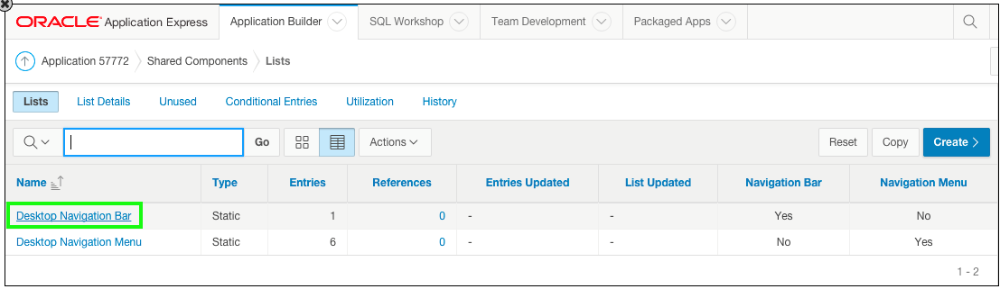 ORACLE Application Express Application Builder SQL Workshop Team Development Packaged Apps
Application 57772 Shared Components Lists
Lists List Details Unused Conditional Entries Utilization History
Go Actions Reset Copy Create
Name Type Entries References Entries Updated List Updated Navigation Bar Navigation Menu
Desktop Navigation Bar Static 1 0 - - Yes No
Desktop Navigation Menu Static 6 0 - - No Yes
1 - 2